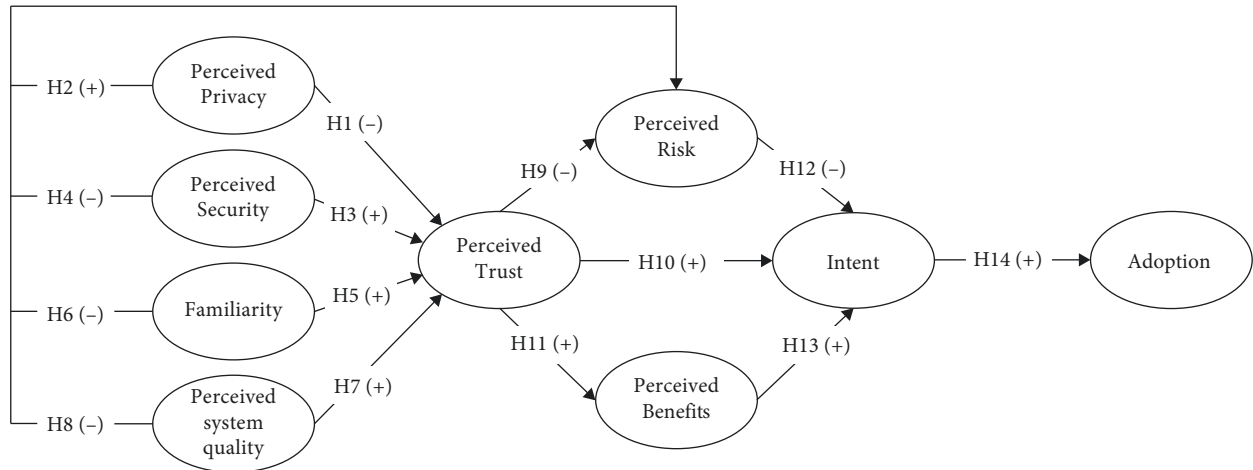 H2 (+)
Perceived
Privacy
H1 (–)
Perceived
Risk
H9 (–)
H12 (–)
H4 (–)
Perceived
Security
H3 (+)
Perceived
Trust
H10 (+)
Intent
H14 (+)
Adoption
H6 (–)
Familiarity
H5 (+)
H11 (+)
H13 (+)
Perceived
Benefits
H7 (+)
H8 (–)
Perceived
system
quality